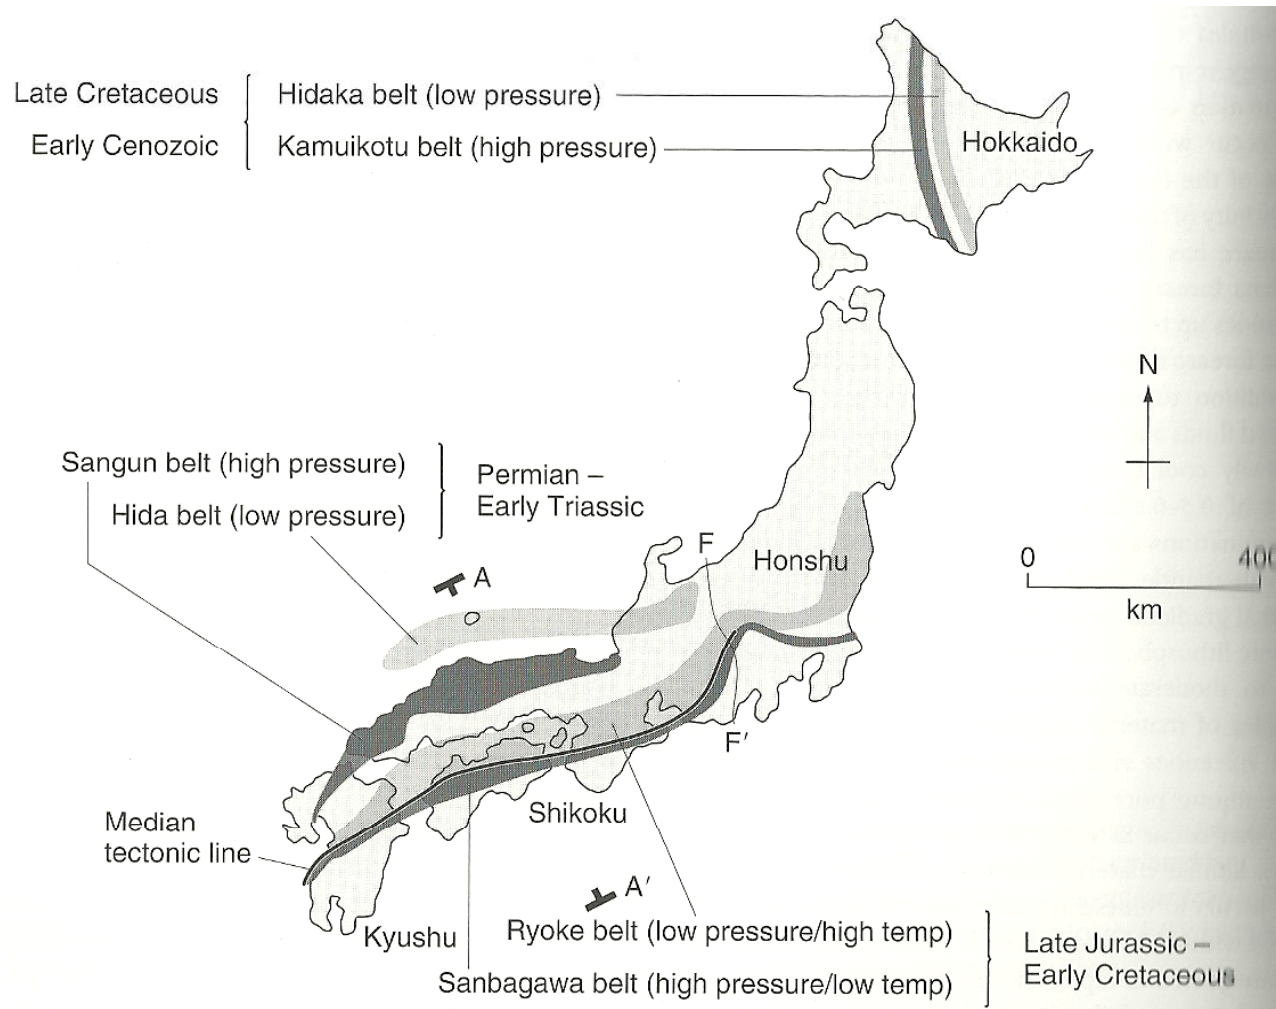 Late Cretaceous
Early Cenozoic
Hidaka belt (low pressure)
Kamuikotu belt (high pressure)
Hokkaido
N
Sangun belt (high pressure)
Hida belt (low pressure)
Permian –
Early Triassic
F
Honshu
A
0
km
F′
Shikoku
Median
tectonic line
A′
Kyushu
Ryoke belt (low pressure/high temp)
Sanbagawa belt (high pressure/low temp)
Late Jurassic –
Early Cretaceous